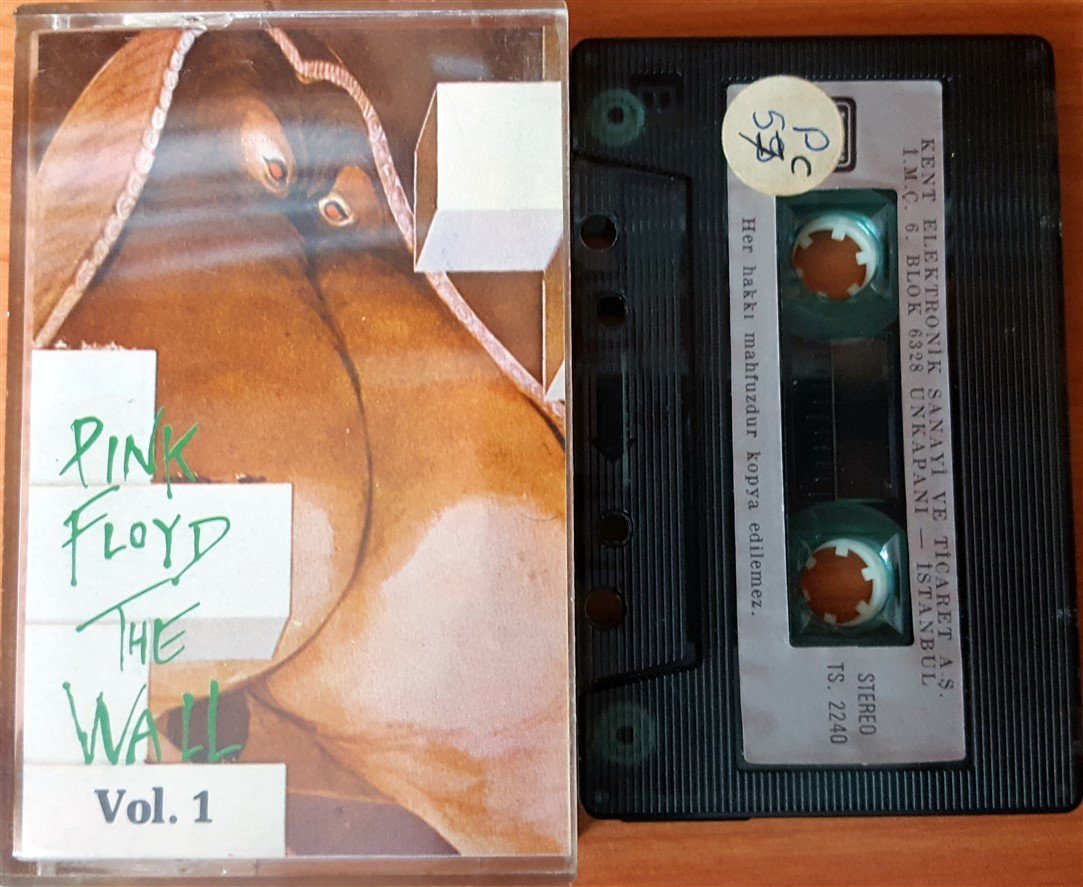 PINK
FLOYD
THE
WALL
Vol. 1
B
PC
KENT ELEKTRONİK SANAYİ VE TİCARET A.Ş.
İ.M.Ç. 6. BLOK 6328 UNKAPANI — İSTANBUL
Her hakkı mahfuzdur kopya edilemez.
STEREO
TS. 2240